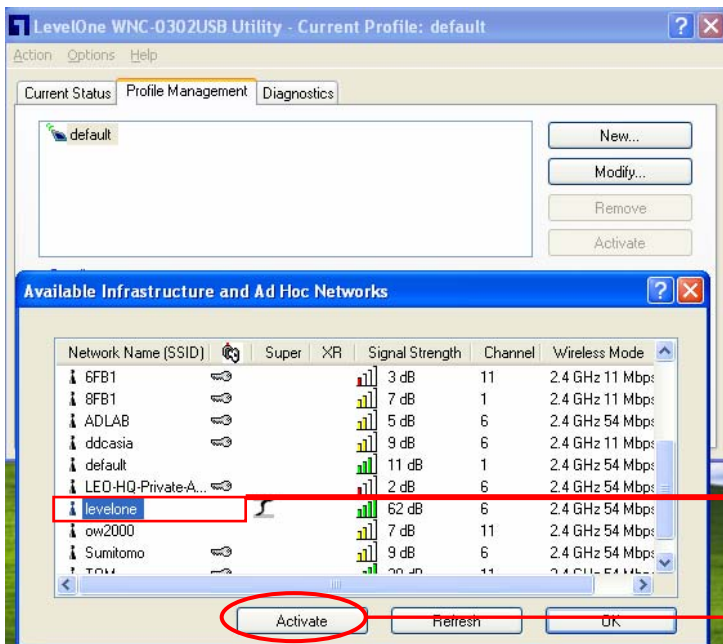 LevelOne WNC-0302USB Utility - Current Profile: default
Action Options Help
Current Status Profile Management Diagnostics
default
New...
Modify...
Remove
Activate
Available Infrastructure and Ad Hoc Networks
Network Name (SSID) Super XR Signal Strength Channel Wireless Mode
6FB1 3 dB 11 2.4 GHz 11 Mbps
8FB1 7 dB 1 2.4 GHz 11 Mbps
ADLAB 5 dB 6 2.4 GHz 54 Mbps
ddcasia 9 dB 6 2.4 GHz 54 Mbps
default 11 dB 1 2.4 GHz 54 Mbps
LEO-HQ-Private-A... 2 dB 6 2.4 GHz 54 Mbps
levelone 62 dB 6 2.4 GHz 54 Mbps
ow2000 7 dB 11 2.4 GHz 54 Mbps
Sumitomo 9 dB 6 2.4 GHz 54 Mbps
Activate Refresh OK